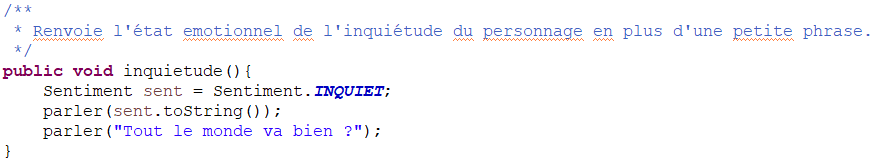 /**
 * Renvoie l'état emotionnel de l'inquiétude du personnage en plus d'une petite phrase.
 */
public void inquietude(){
    Sentiment sent = Sentiment.INQUIET;
    parler(sent.toString());
    parler("Tout le monde va bien ?");
}